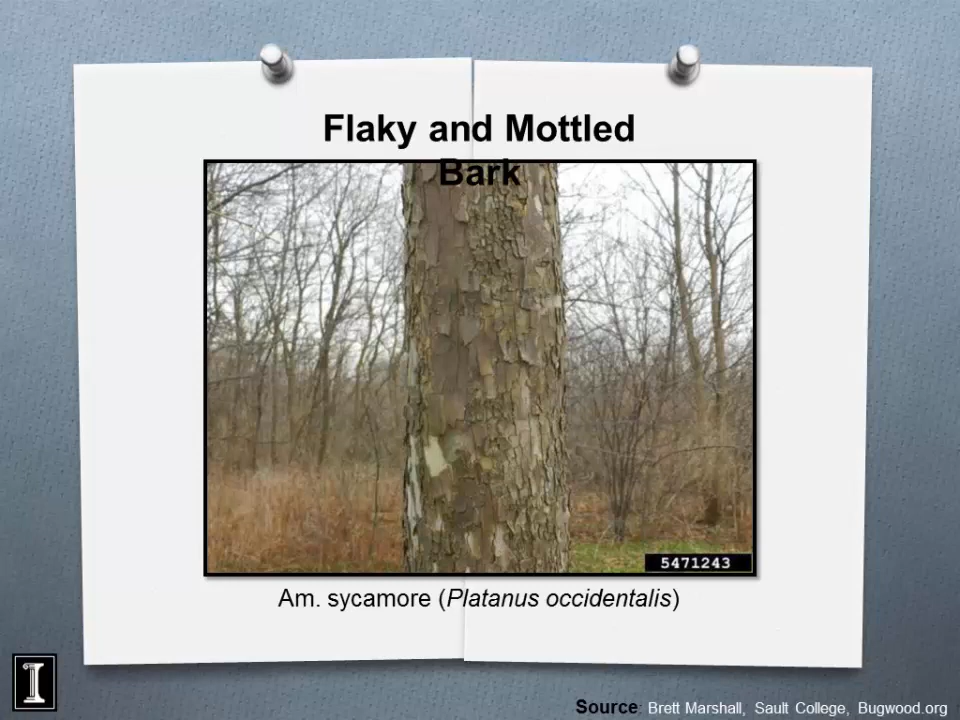 Flaky and Mottled
Bark
5471243
Am. sycamore (Platanus occidentalis)
I
Source: Brett Marshall, Sault College, Bugwood.org